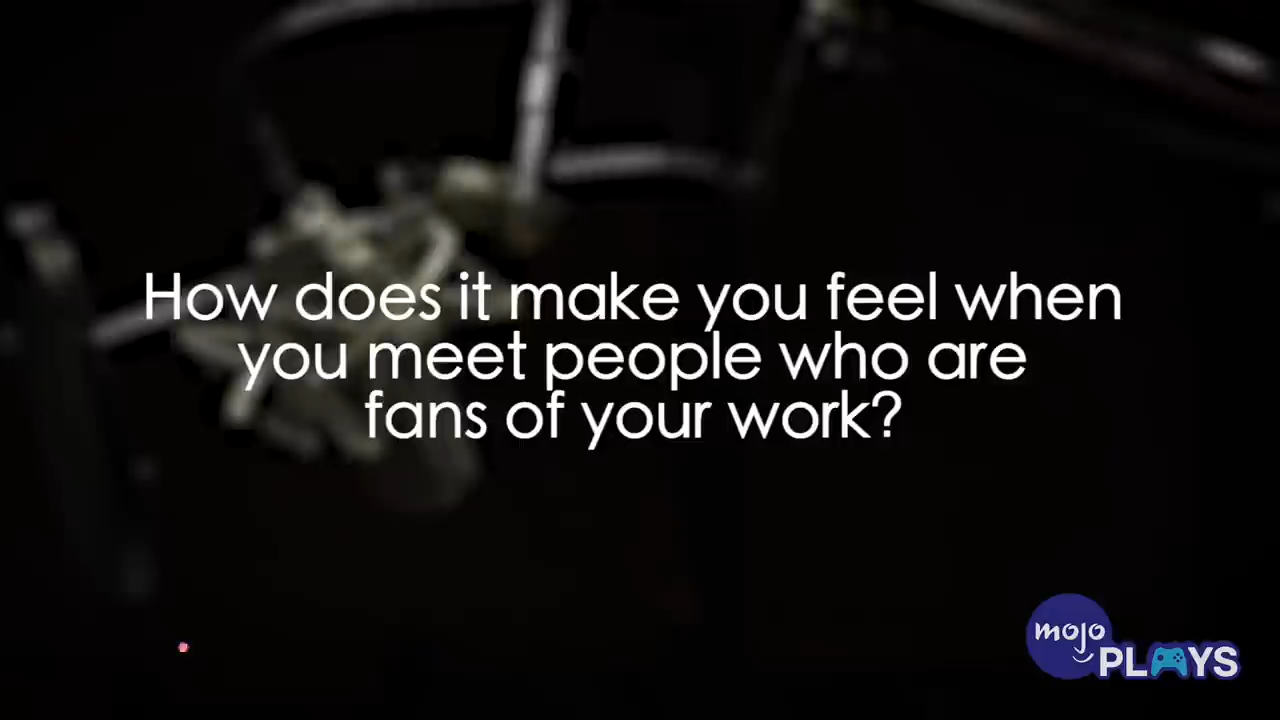 How does it make you feel when
you meet people who are
fans of your work?
mojo
PLAYS